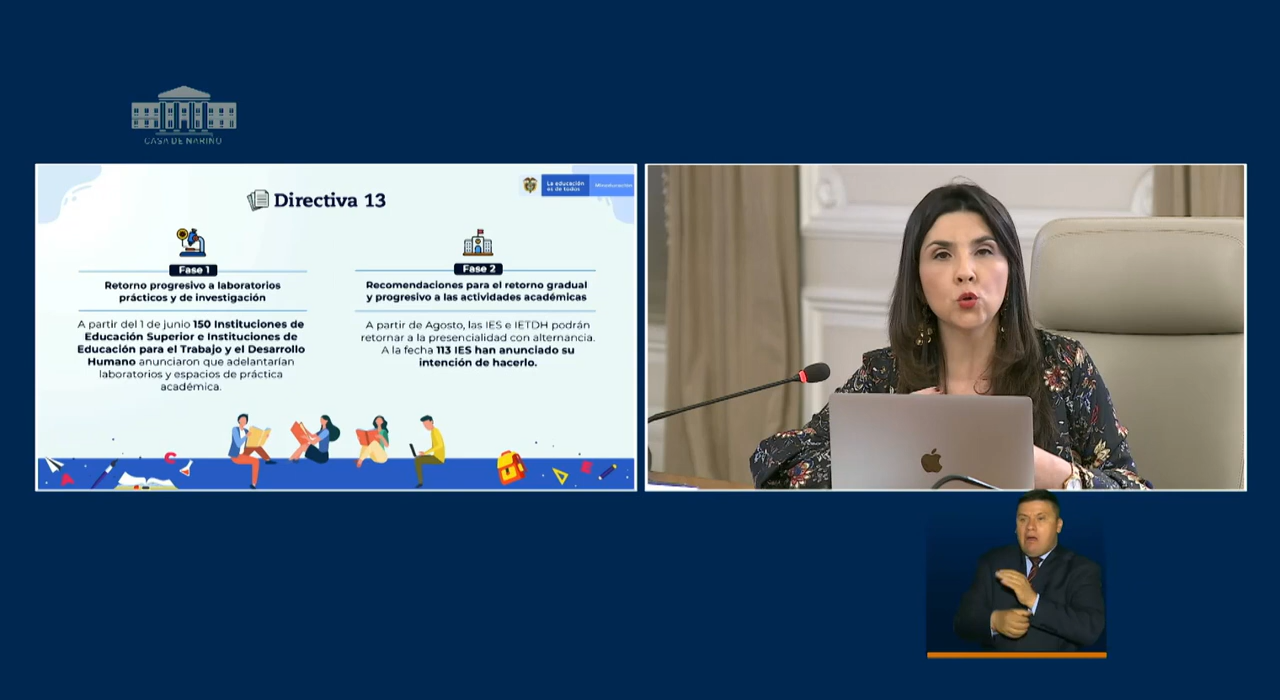 CASA DE NARIÑO
Directiva 13
La educación
es de todos
Mineducación
Fase 1
Retorno progresivo a laboratorios
prácticos y de investigación
A partir del 1 de junio 150 Instituciones de
Educación Superior e Instituciones de
Educación para el Trabajo y el Desarrollo
Humano anunciaron que adelantarían
laboratorios y espacios de práctica
académica.
Fase 2
Recomendaciones para el retorno gradual
y progresivo a las actividades académicas
A partir de Agosto, las IES e IETDH podrán
retornar a la presencialidad con alternancia.
A la fecha 113 IES han anunciado su
intención de hacerlo.